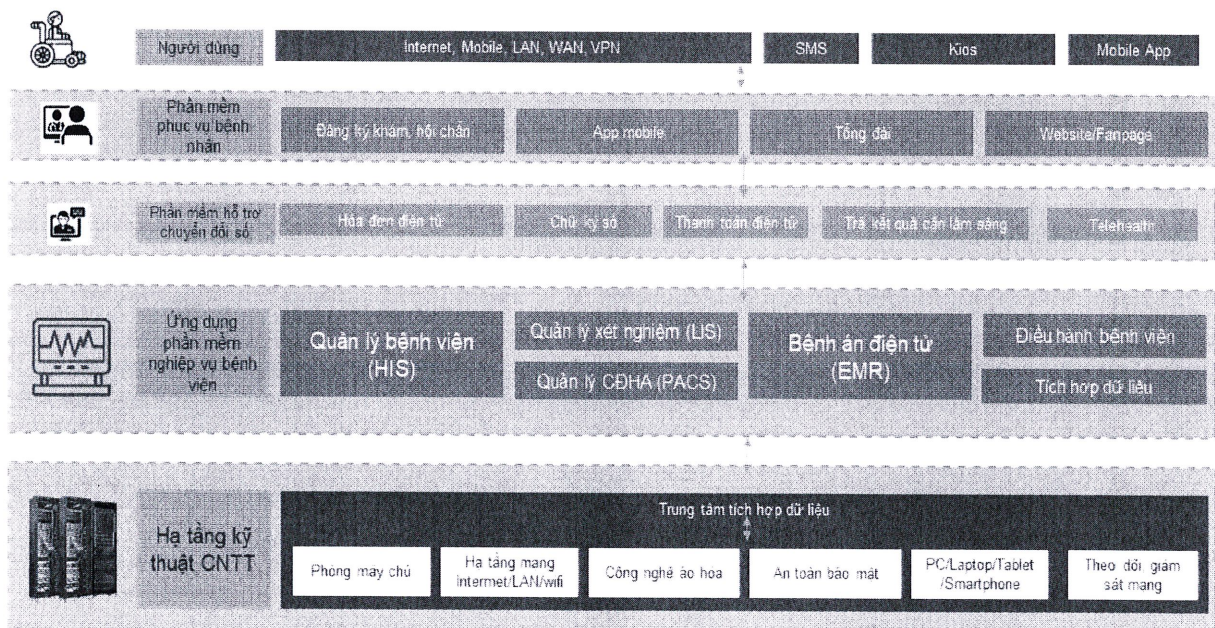 Người dùng
Internet, Mobile, LAN, WAN, VPN
SMS
Kios
Mobile App
Phần mềm
phục vụ bệnh
nhân
Đăng ký khám, hội chẩn
App mobile
Tổng đài
Website/Fanpage
Phần mềm hỗ trợ
chuyển đổi số
Hóa đơn điện tử
Chữ ký số
Thanh toán điện tử
Trả kết quả cận lâm sàng
Telehealth
Ứng dụng
phần mềm
nghiệp vụ bệnh
viện
Quản lý bệnh viện
(HIS)
Quản lý xét nghiệm (LIS)
Quản lý CĐHA (PACS)
Bệnh án điện tử
(EMR)
Điều hành bệnh viện
Tích hợp dữ liệu
Hạ tầng kỹ
thuật CNTT
Trung tâm tích hợp dữ liệu
Phòng máy chủ
Hạ tầng mạng
Internet/LAN/wifi
Công nghệ ảo hóa
An toàn bảo mật
PC/Laptop/Tablet
/Smartphone
Theo dõi giám
sát mạng